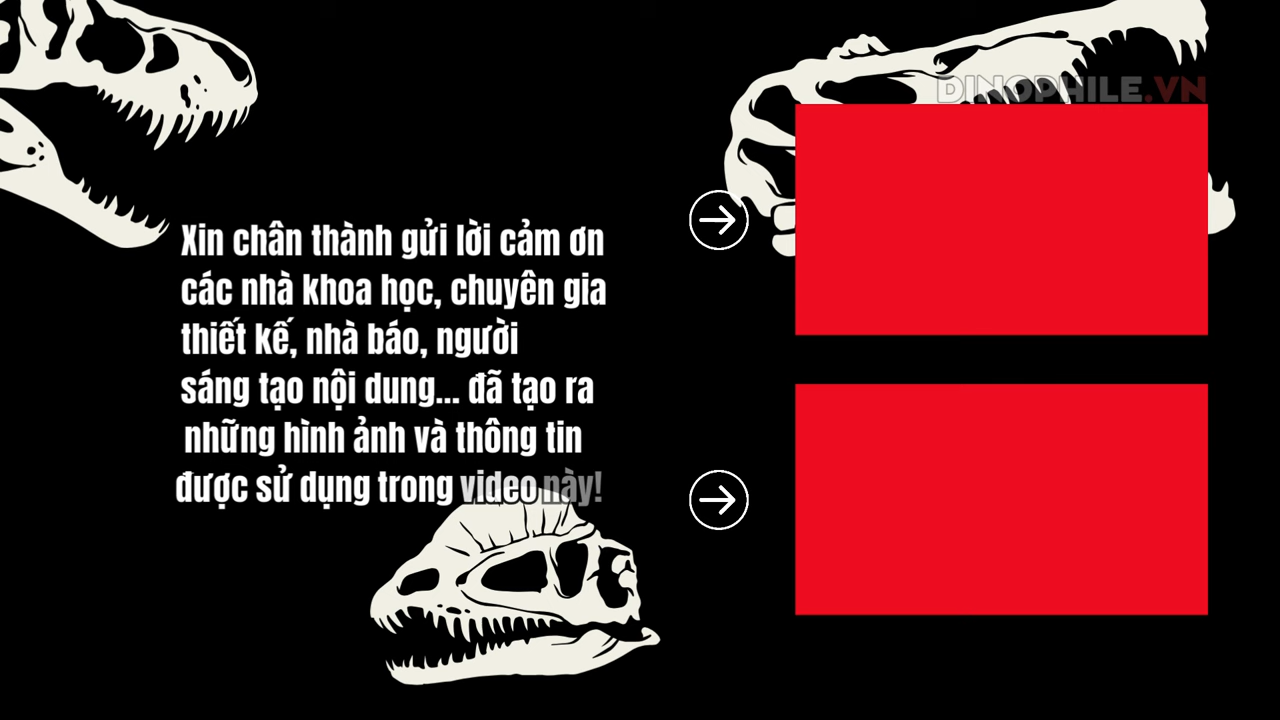 DINOPHILE.VN
Xin chân thành gửi lời cảm ơn
các nhà khoa học, chuyên gia
thiết kế, nhà báo, người
sáng tạo nội dung... đã tạo ra
những hình ảnh và thông tin
được sử dụng trong video này!